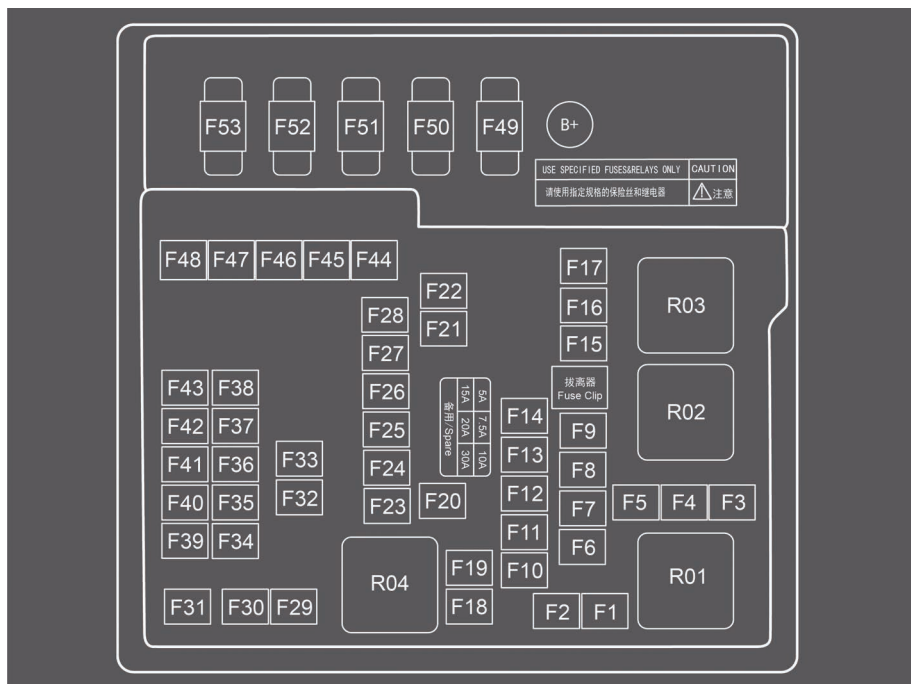 F53 F52 F51 F50 F49 B+
USE SPECIFIED FUSES&RELAYS ONLY CAUTION
请使用指定规格的保险丝和继电器 注意
F48 F47 F46 F45 F44
F22
F21
F28
F27
F26
F25
F24
F23
F17
F16
F15
拔离器
Fuse Clip
R03
R02
F43 F38
F42 F37
F41 F36
F40 F35
F39 F34
F33
F32
5A 7.5A 10A
15A 20A 30A
备用/Spare
F20
F14
F13
F12
F11
F10
F9
F8
F7
F6
F5 F4 F3
R01
R04
F19
F18
F31 F30 F29
F2 F1